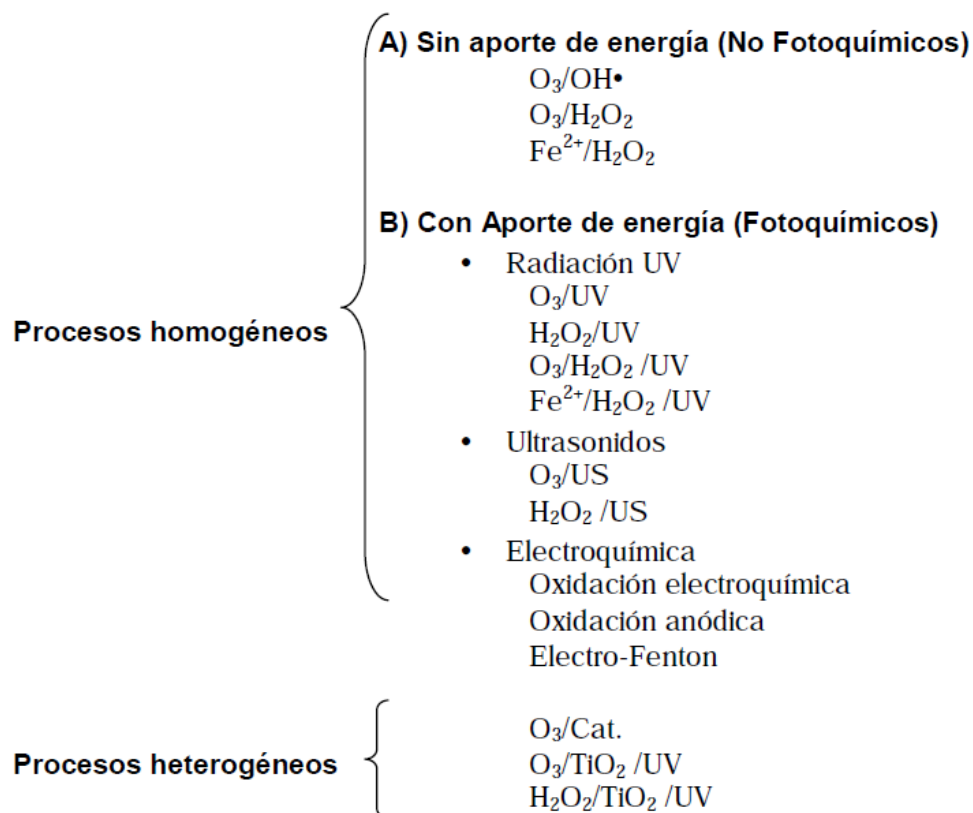 A) Sin aporte de energía (No Fotoquímicos)
O₃/OH•
O₃/H₂O₂
Fe²⁺/H₂O₂
B) Con Aporte de energía (Fotoquímicos)
• Radiación UV
O₃/UV
H₂O₂/UV
O₃/H₂O₂ /UV
Fe²⁺/H₂O₂ /UV
• Ultrasonidos
O₃/US
H₂O₂ /US
• Electroquímica
Oxidación electroquímica
Oxidación anódica
Electro-Fenton
Procesos homogéneos
O₃/Cat.
O₃/TiO₂ /UV
H₂O₂/TiO₂ /UV
Procesos heterogéneos